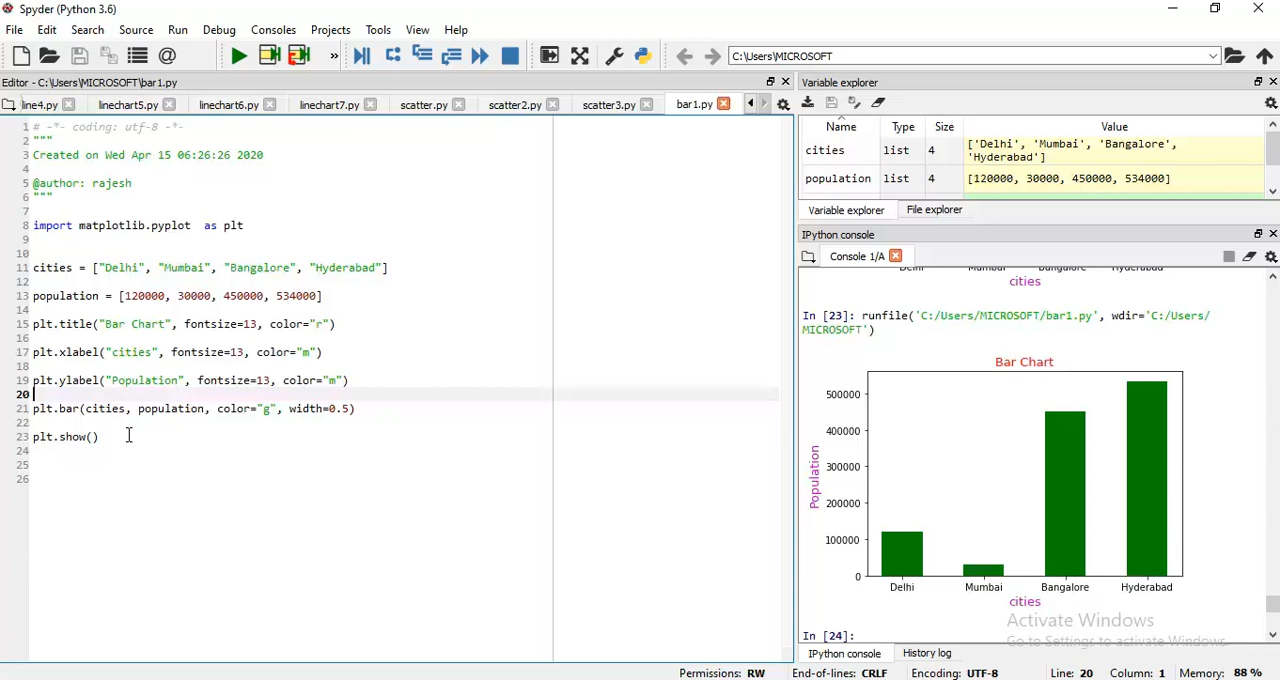 Spyder (Python 3.6)
File Edit Search Source Run Debug Consoles Projects Tools View Help
C:\Users\MICROSOFT
Editor - C:\Users\MICROSOFT\bar1.py
line4.py linechart5.py linechart6.py linechart7.py scatter.py scatter2.py scatter3.py bar1.py
1 # -*- coding: utf-8 -*-
2 """
3 Created on Wed Apr 15 06:26:26 2020
4
5 @author: rajesh
6 """
7
8 import matplotlib.pyplot as plt
9
10
11 cities = ["Delhi", "Mumbai", "Bangalore", "Hyderabad"]
12
13 population = [120000, 30000, 450000, 534000]
14
15 plt.title("Bar Chart", fontsize=13, color="r")
16
17 plt.xlabel("cities", fontsize=13, color="m")
18
19 plt.ylabel("Population", fontsize=13, color="m")
20
21 plt.bar(cities, population, color="g", width=0.5)
22
23 plt.show()
24
25
26
Variable explorer
Name Type Size Value
cities list 4 ['Delhi', 'Mumbai', 'Bangalore',
'Hyderabad']
population list 4 [120000, 30000, 450000, 534000]
Variable explorer File explorer
IPython console
Console 1/A
Delhi Mumbai Bangalore Hyderabad
cities
In [23]: runfile('C:/Users/MICROSOFT/bar1.py', wdir='C:/Users/
MICROSOFT')
Bar Chart
500000
400000
300000
200000
100000
0
Population
Delhi Mumbai Bangalore Hyderabad
cities
Activate Windows
Go to Settings to activate Windows.
In [24]:
IPython console History log
Permissions: RW End-of-lines: CRLF Encoding: UTF-8 Line: 20 Column: 1 Memory: 88 %